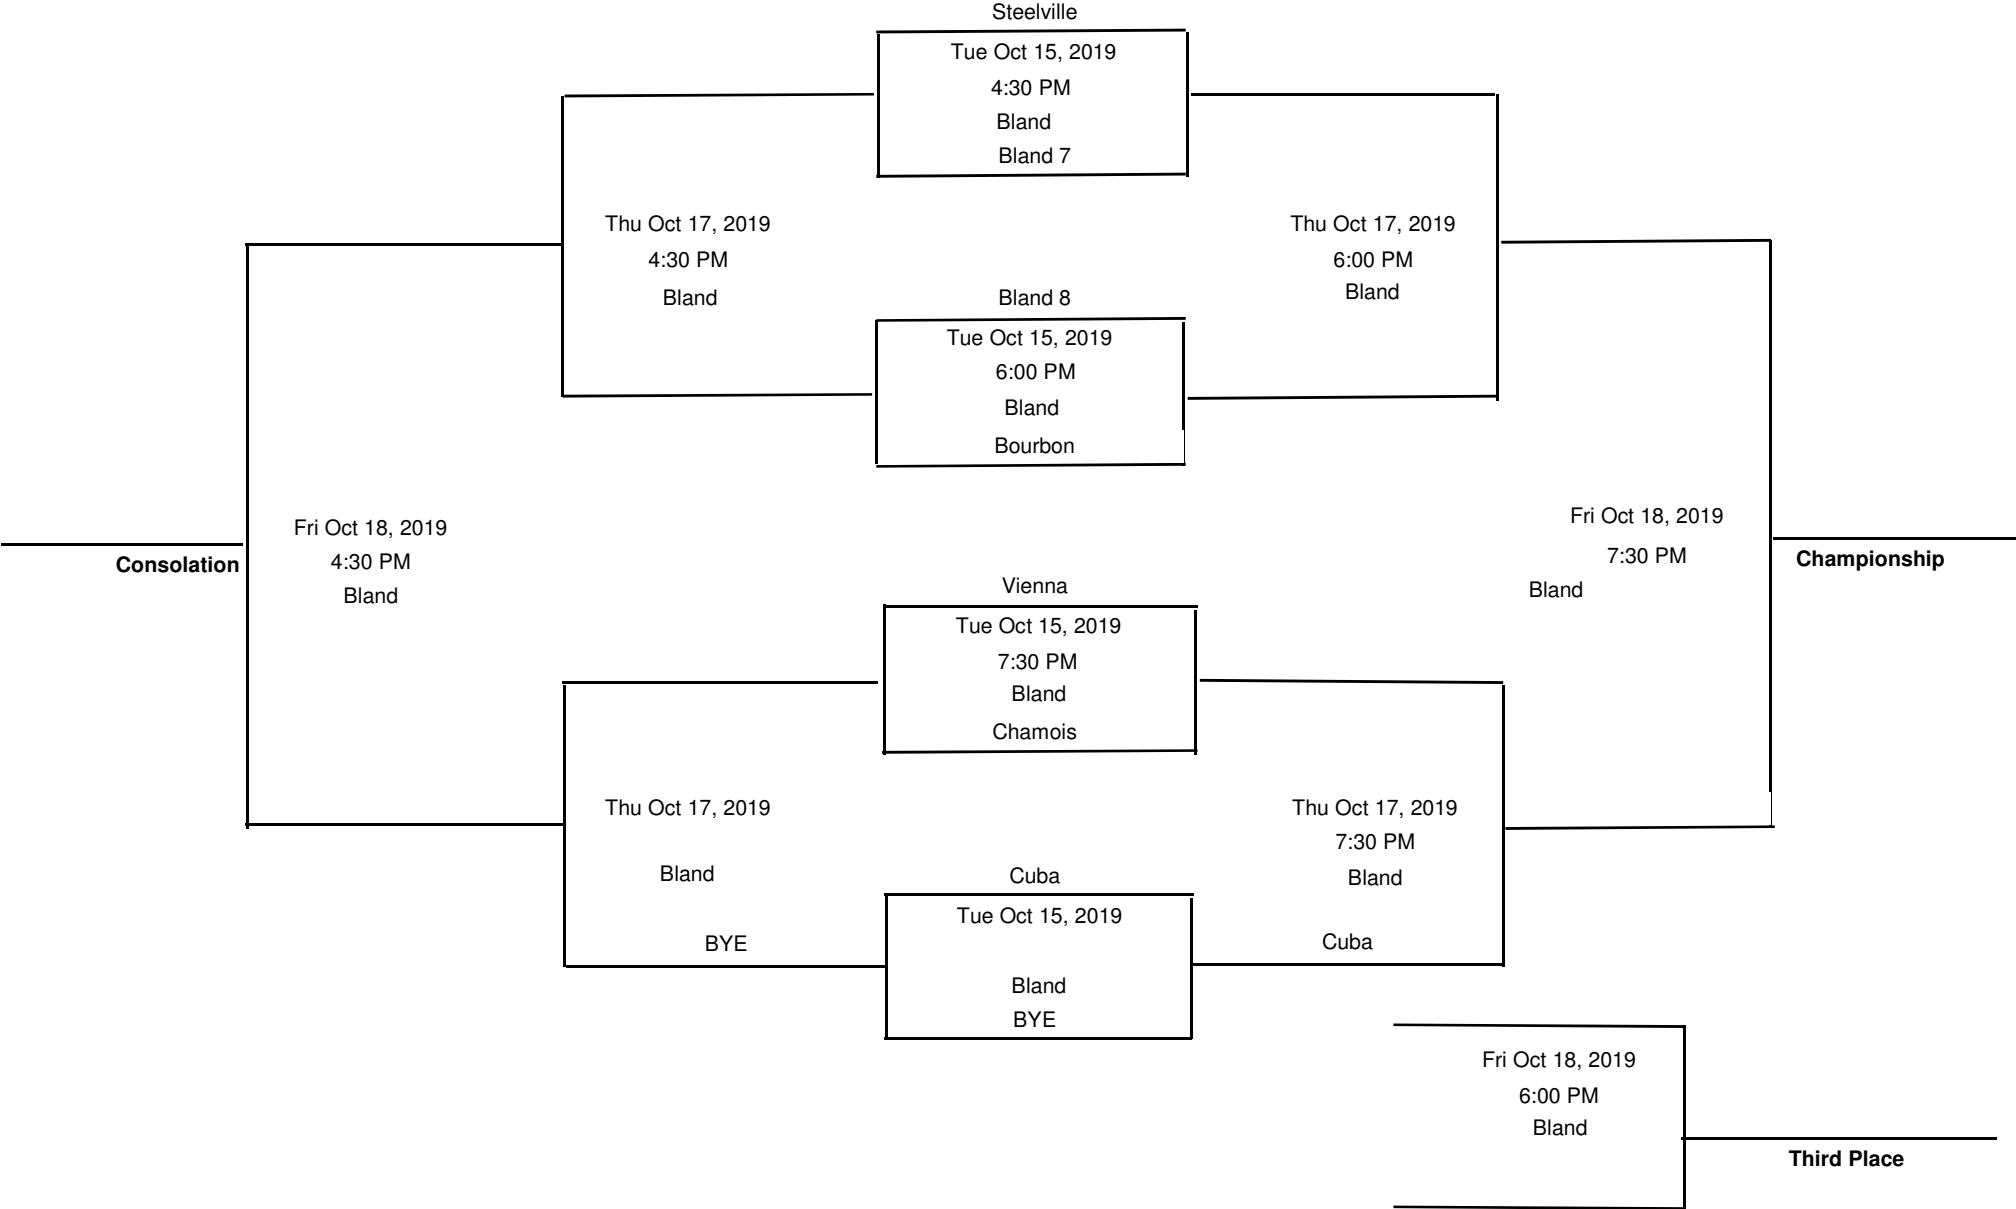 Steelville
Tue Oct 15, 2019
4:30 PM
Bland
Bland 7
Thu Oct 17, 2019
4:30 PM
Bland
Thu Oct 17, 2019
6:00 PM
Bland
Bland 8
Tue Oct 15, 2019
6:00 PM
Bland
Bourbon
Fri Oct 18, 2019
4:30 PM
Bland
Consolation
Fri Oct 18, 2019
7:30 PM
Bland
Championship
Vienna
Tue Oct 15, 2019
7:30 PM
Bland
Chamois
Thu Oct 17, 2019
Bland
BYE
Thu Oct 17, 2019
7:30 PM
Bland
Cuba
Cuba
Tue Oct 15, 2019
Bland
BYE
Fri Oct 18, 2019
6:00 PM
Bland
Third Place